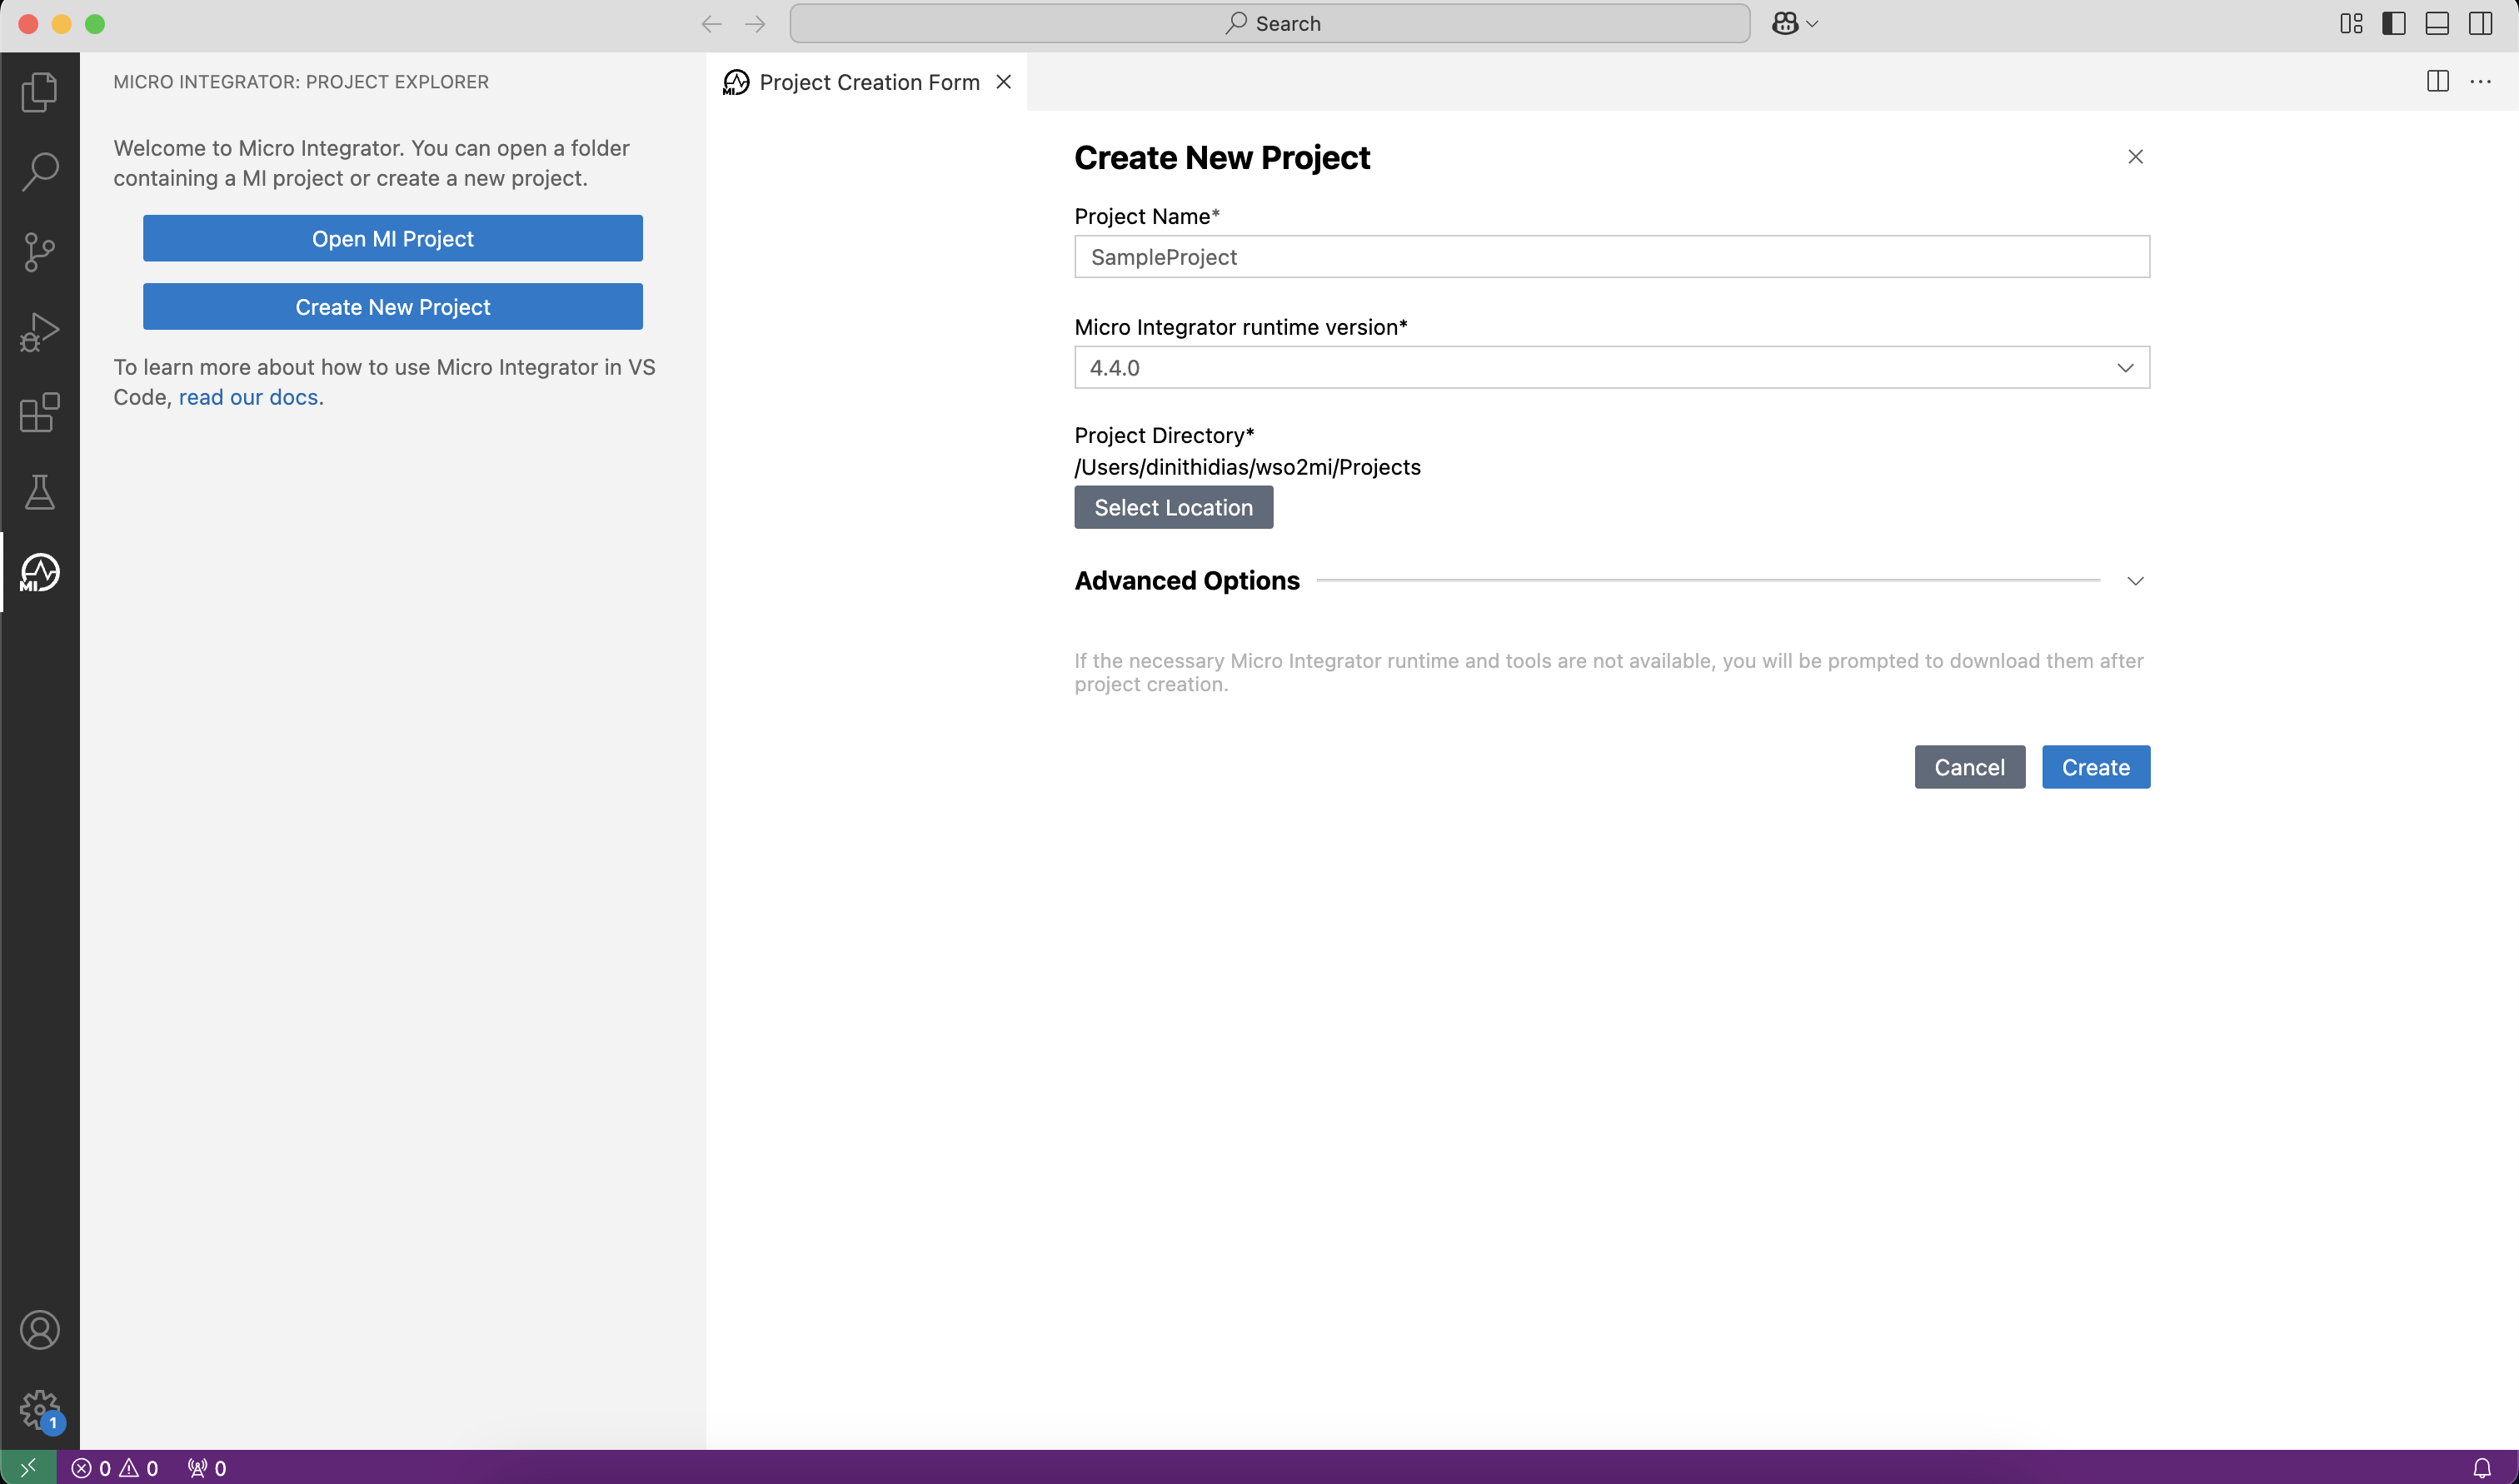 Search
MICRO INTEGRATOR: PROJECT EXPLORER
Welcome to Micro Integrator. You can open a folder
containing a MI project or create a new project.
Open MI Project
Create New Project
To learn more about how to use Micro Integrator in VS
Code, read our docs.
MI
Project Creation Form
Create New Project
Project Name*
SampleProject
Micro Integrator runtime version*
4.4.0
Project Directory*
/Users/dinithidias/wso2mi/Projects
Select Location
Advanced Options
If the necessary Micro Integrator runtime and tools are not available, you will be prompted to download them after
project creation.
Cancel
Create
MI
1
0 0 0